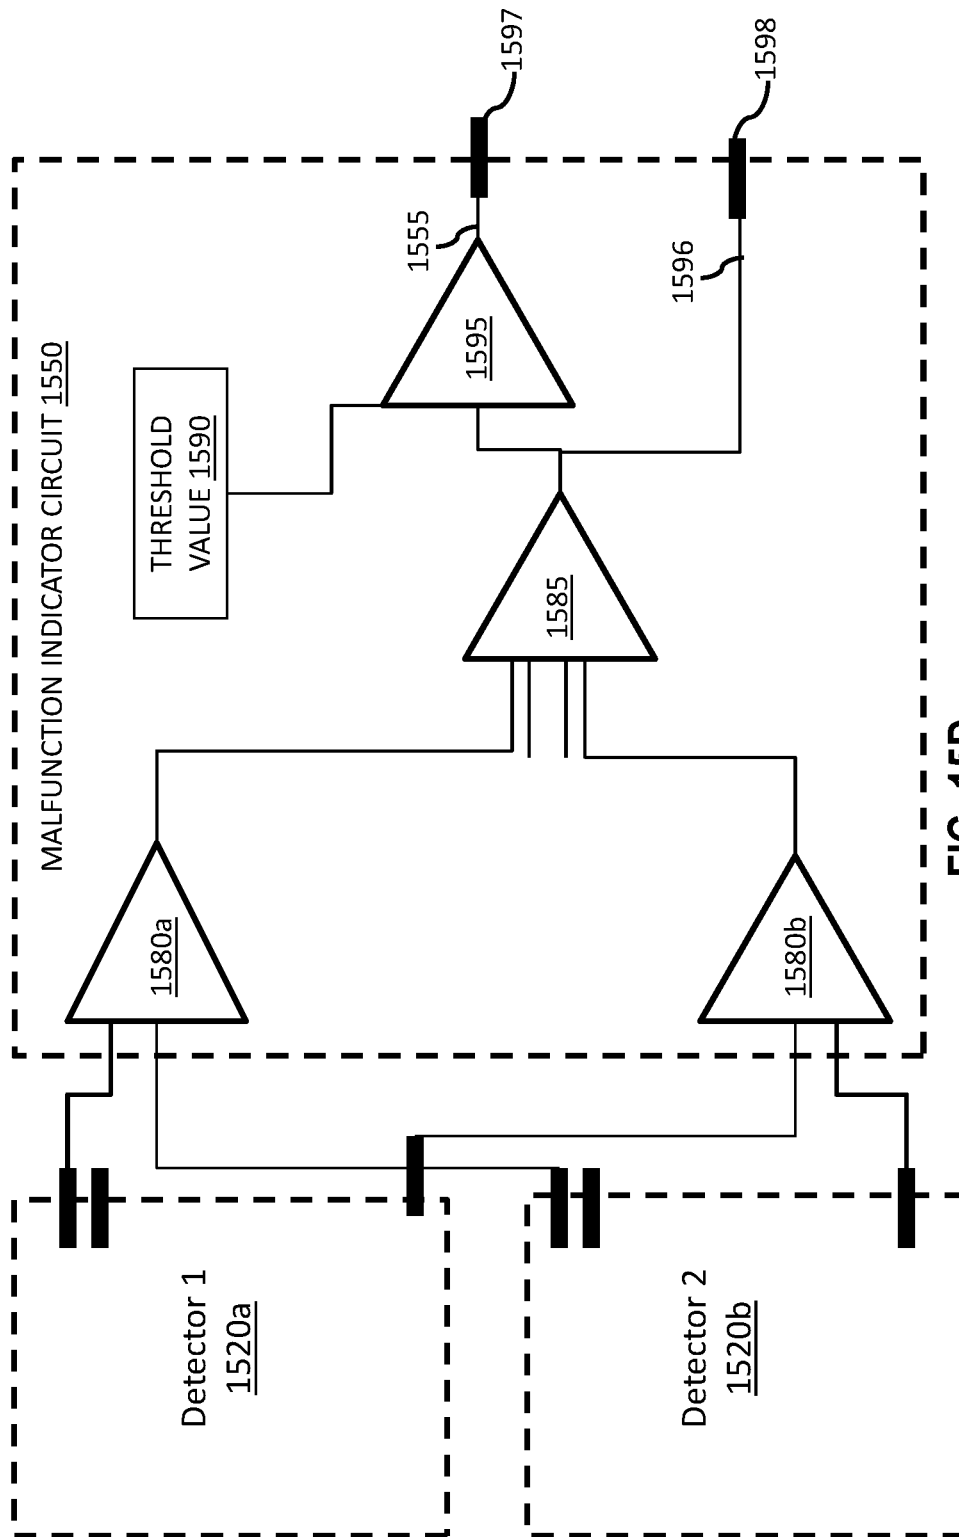 Detector 1
1520a
Detector 2
1520b
MALFUNCTION INDICATOR CIRCUIT 1550
1580a
1580b
THRESHOLD
VALUE 1590
1585
1595
1555
1596
1597
1598
FIG